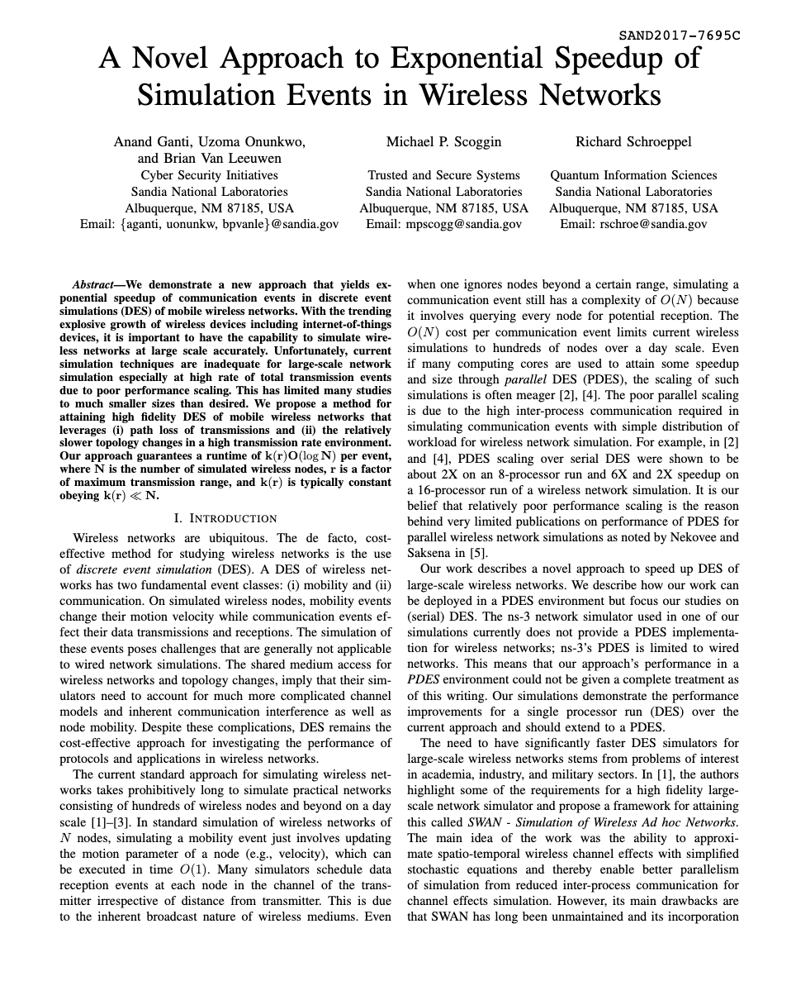 SAND2017-7695C
A Novel Approach to Exponential Speedup of
Simulation Events in Wireless Networks
Anand Ganti, Uzoma Onunkwo,
and Brian Van Leeuwen
Cyber Security Initiatives
Sandia National Laboratories
Albuquerque, NM 87185, USA
Email: {aganti, uonunkw, bpvanle}@sandia.gov
Michael P. Scoggin
Trusted and Secure Systems
Sandia National Laboratories
Albuquerque, NM 87185, USA
Email: mpscogg@sandia.gov
Richard Schroeppel
Quantum Information Sciences
Sandia National Laboratories
Albuquerque, NM 87185, USA
Email: rschroe@sandia.gov
Abstract—We demonstrate a new approach that yields ex-
ponential speedup of communication events in discrete event
simulations (DES) of mobile wireless networks. With the trending
explosive growth of wireless devices including internet-of-things
devices, it is important to have the capability to simulate wire-
less networks at large scale accurately. Unfortunately, current
simulation techniques are inadequate for large-scale network
simulation especially at high rate of total transmission events
due to poor performance scaling. This has limited many studies
to much smaller sizes than desired. We propose a method for
attaining high fidelity DES of mobile wireless networks that
leverages (i) path loss of transmissions and (ii) the relatively
slower topology changes in a high transmission rate environment.
Our approach guarantees a runtime of k(r)O(log N) per event,
where N is the number of simulated wireless nodes, r is a factor
of maximum transmission range, and k(r) is typically constant
obeying k(r) ≪ N.
I. INTRODUCTION
Wireless networks are ubiquitous. The de facto, cost-
effective method for studying wireless networks is the use
of discrete event simulation (DES). A DES of wireless net-
works has two fundamental event classes: (i) mobility and (ii)
communication. On simulated wireless nodes, mobility events
change their motion velocity while communication events ef-
fect their data transmissions and receptions. The simulation of
these events poses challenges that are generally not applicable
to wired network simulations. The shared medium access for
wireless networks and topology changes, imply that their sim-
ulators need to account for much more complicated channel
models and inherent communication interference as well as
node mobility. Despite these complications, DES remains the
cost-effective approach for investigating the performance of
protocols and applications in wireless networks.
The current standard approach for simulating wireless net-
works takes prohibitively long to simulate practical networks
consisting of hundreds of wireless nodes and beyond on a day
scale [1]–[3]. In standard simulation of wireless networks of
N nodes, simulating a mobility event just involves updating
the motion parameter of a node (e.g., velocity), which can
be executed in time O(1). Many simulators schedule data
reception events at each node in the channel of the trans-
mitter irrespective of distance from transmitter. This is due
to the inherent broadcast nature of wireless mediums. Even
when one ignores nodes beyond a certain range, simulating a
communication event still has a complexity of O(N) because
it involves querying every node for potential reception. The
O(N) cost per communication event limits current wireless
simulations to hundreds of nodes over a day scale. Even
if many computing cores are used to attain some speedup
and size through parallel DES (PDES), the scaling of such
simulations is often meager [2], [4]. The poor parallel scaling
is due to the high inter-process communication required in
simulating communication events with simple distribution of
workload for wireless network simulation. For example, in [2]
and [4], PDES scaling over serial DES were shown to be
about 2X on an 8-processor run and 6X and 2X speedup on
a 16-processor run of a wireless network simulation. It is our
belief that relatively poor performance scaling is the reason
behind very limited publications on performance of PDES for
parallel wireless network simulations as noted by Nekovee and
Saksena in [5].
Our work describes a novel approach to speed up DES of
large-scale wireless networks. We describe how our work can
be deployed in a PDES environment but focus our studies on
(serial) DES. The ns-3 network simulator used in one of our
simulations currently does not provide a PDES implementa-
tion for wireless networks; ns-3's PDES is limited to wired
networks. This means that our approach's performance in a
PDES environment could not be given a complete treatment as
of this writing. Our simulations demonstrate the performance
improvements for a single processor run (DES) over the
current approach and should extend to a PDES.
The need to have significantly faster DES simulators for
large-scale wireless networks stems from problems of interest
in academia, industry, and military sectors. In [1], the authors
highlight some of the requirements for a high fidelity large-
scale network simulator and propose a framework for attaining
this called SWAN - Simulation of Wireless Ad hoc Networks.
The main idea of the work was the ability to approxi-
mate spatio-temporal wireless channel effects with simplified
stochastic equations and thereby enable better parallelism
of simulation from reduced inter-process communication for
channel effects simulation. However, its main drawbacks are
that SWAN has long been unmaintained and its incorporation